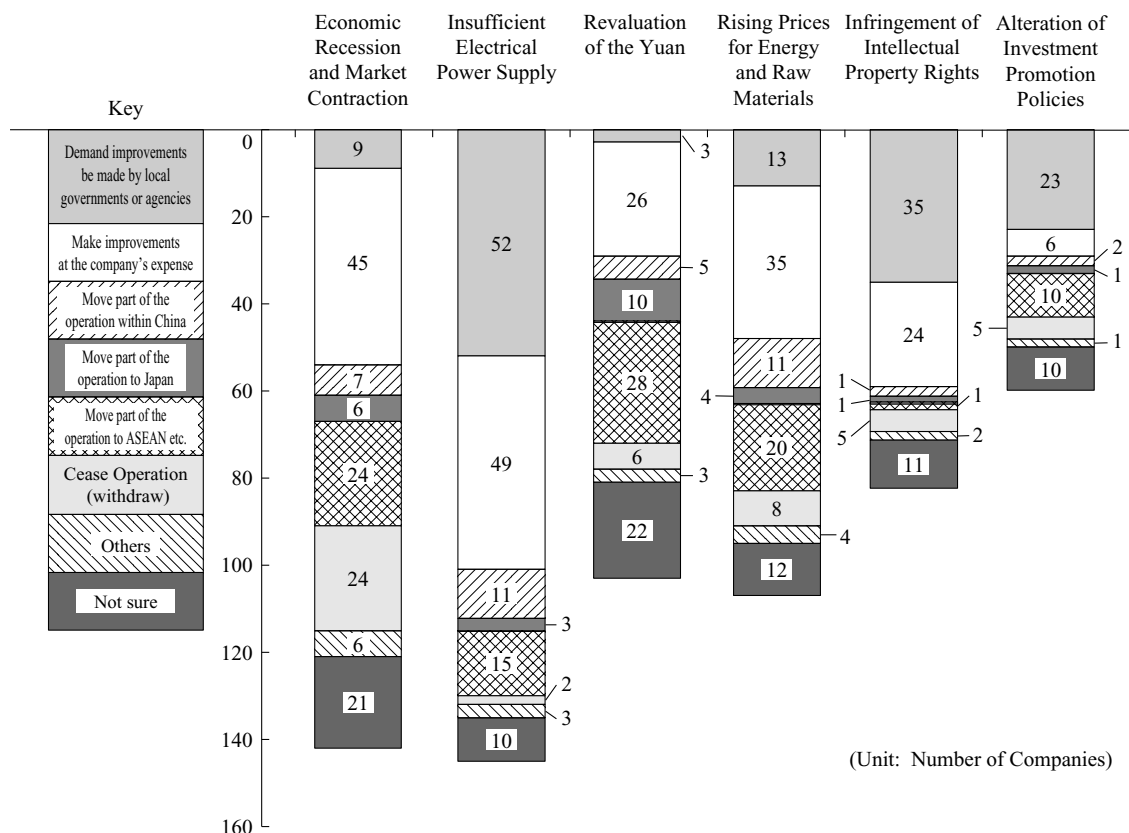 Economic
Recession
and Market
Contraction
Insufficient
Electrical
Power Supply
Revaluation
of the Yuan
Rising Prices
for Energy
and Raw
Materials
Infringement of
Intellectual
Property Rights
Alteration of
Investment
Promotion
Policies
Key
Demand improvements
be made by local
governments or agencies
Make improvements
at the company's expense
Move part of the
operation within China
Move part of the
operation to Japan
Move part of the
operation to ASEAN etc.
Cease Operation
(withdraw)
Others
Not sure
0
20
40
60
80
100
120
140
160
9
45
7
6
24
24
6
21
52
49
11
3
15
2
3
10
3
26
5
10
28
6
3
22
13
35
11
4
20
8
4
12
35
24
1
1
1
5
2
11
23
6
2
1
10
5
1
10
(Unit: Number of Companies)